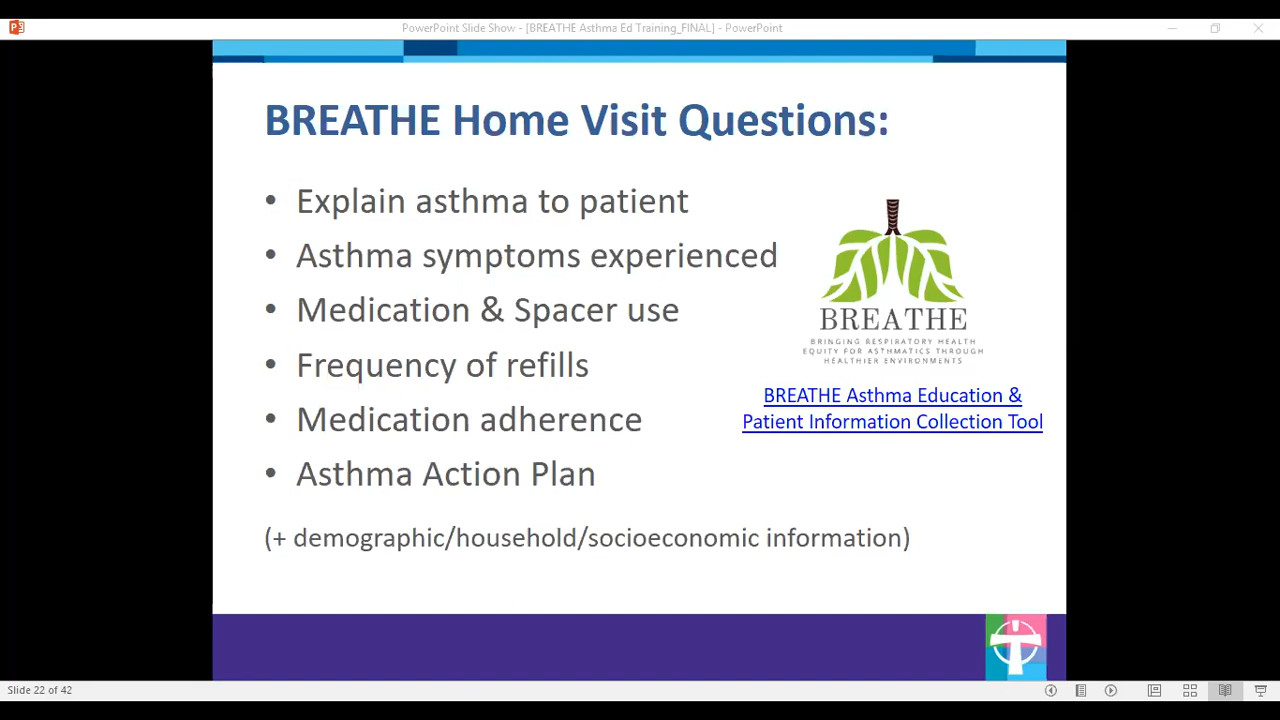 PowerPoint Slide Show - [BREATHE Asthma Ed Training_FINAL] - PowerPoint
BREATHE Home Visit Questions:
• Explain asthma to patient
• Asthma symptoms experienced
• Medication & Spacer use
• Frequency of refills
• Medication adherence
• Asthma Action Plan
(+ demographic/household/socioeconomic information)
BREATHE
BRINGING RESPIRATORY HEALTH
EQUITY FOR ASTHMATICS THROUGH
HEALTHIER ENVIRONMENTS
BREATHE Asthma Education &
Patient Information Collection Tool
Slide 22 of 42